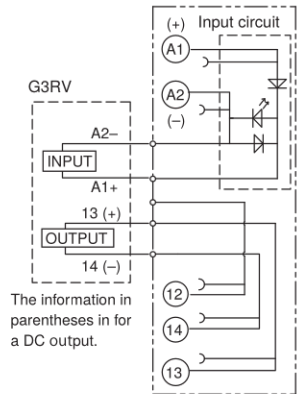 (+)
Input circuit
A1
G3RV
A2
(–)
A2–
INPUT
A1+
13 (+)
OUTPUT
14 (–)
12
14
13
The information in
parentheses in for
a DC output.